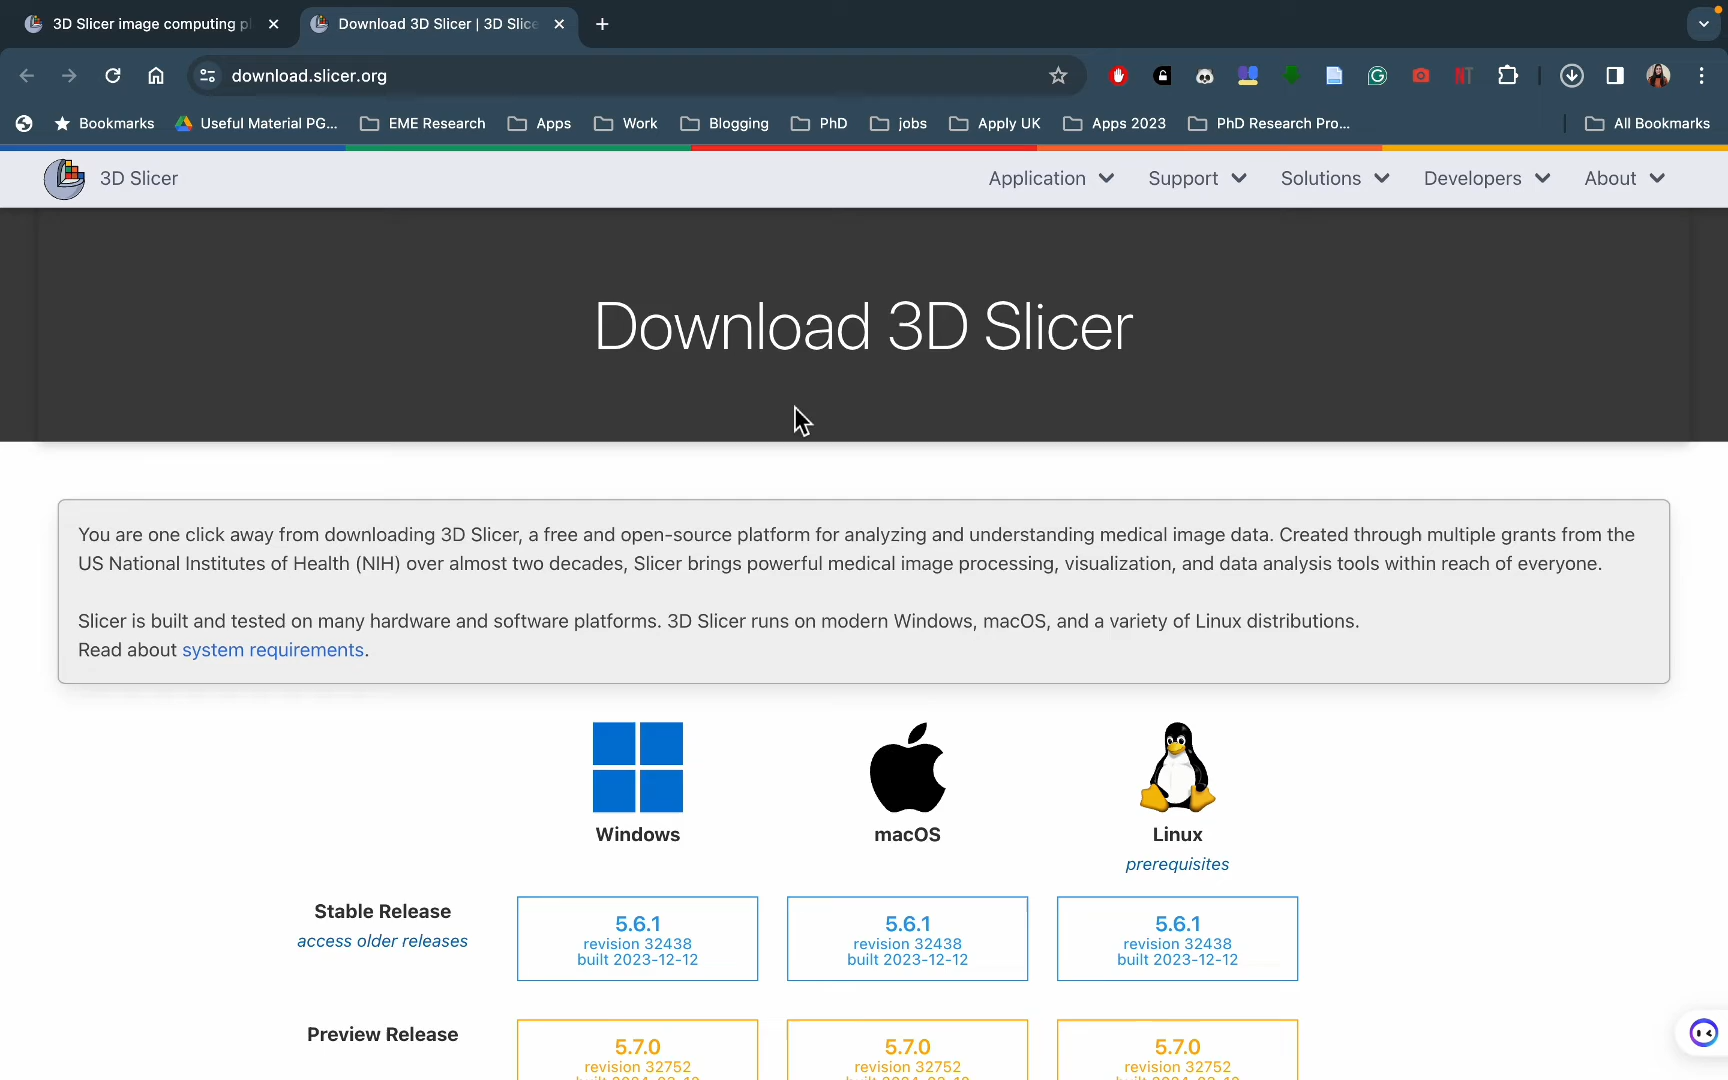 3D Slicer image computing p
Download 3D Slicer | 3D Slice
download.slicer.org
Bookmarks
Useful Material PG...
EME Research
Apps
Work
Blogging
PhD
jobs
Apply UK
Apps 2023
PhD Research Pro...
All Bookmarks
3D Slicer
Application
Support
Solutions
Developers
About
Download 3D Slicer
You are one click away from downloading 3D Slicer, a free and open-source platform for analyzing and understanding medical image data. Created through multiple grants from the
US National Institutes of Health (NIH) over almost two decades, Slicer brings powerful medical image processing, visualization, and data analysis tools within reach of everyone.
Slicer is built and tested on many hardware and software platforms. 3D Slicer runs on modern Windows, macOS, and a variety of Linux distributions.
Read about system requirements.
Windows
macOS
Linux
prerequisites
Stable Release
access older releases
5.6.1
revision 32438
built 2023-12-12
5.6.1
revision 32438
built 2023-12-12
5.6.1
revision 32438
built 2023-12-12
Preview Release
5.7.0
revision 32752
5.7.0
revision 32752
5.7.0
revision 32752